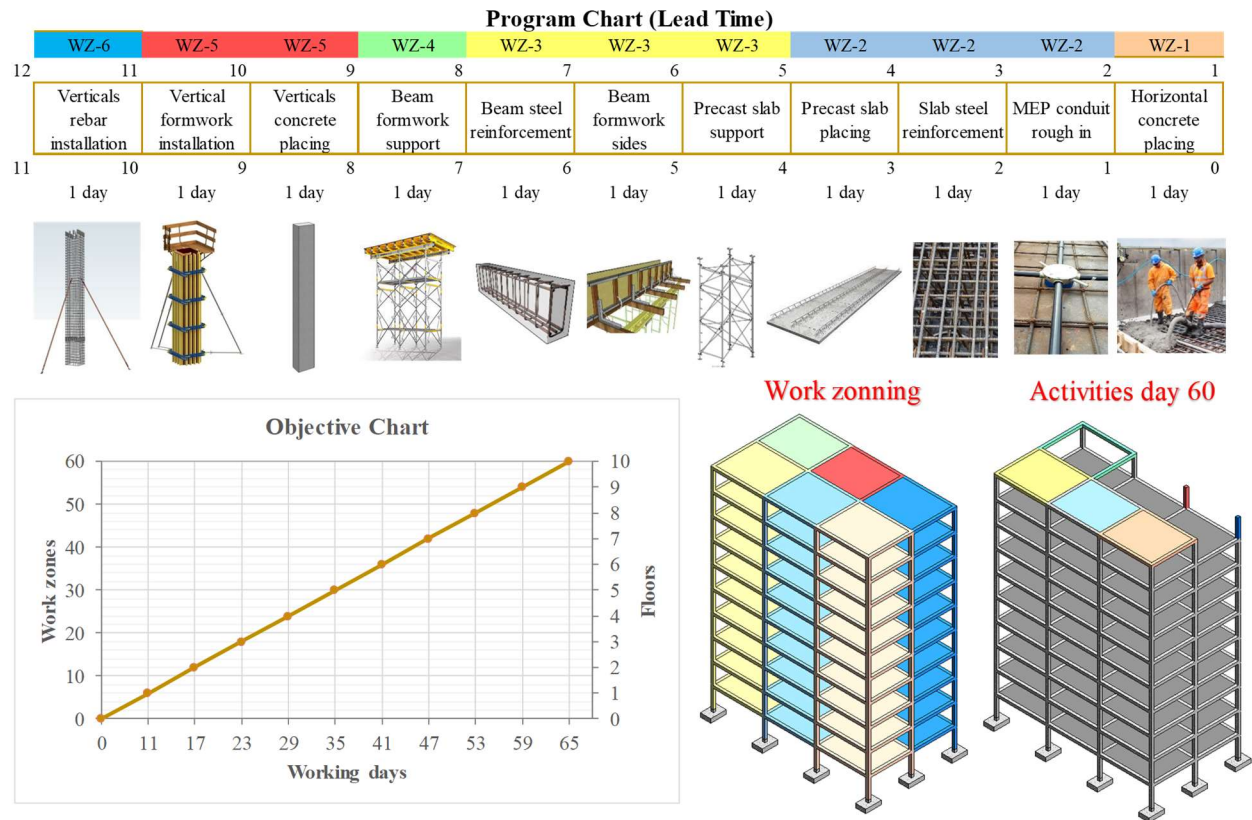 Program Chart (Lead Time)
WZ-6 WZ-5 WZ-5 WZ-4 WZ-3 WZ-3 WZ-3 WZ-2 WZ-2 WZ-2 WZ-1
12 11 10 9 8 7 6 5 4 3 2 1
Verticals
rebar
installation
Vertical
formwork
installation
Verticals
concrete
placing
Beam
formwork
support
Beam steel
reinforcement
Beam
formwork
sides
Precast slab
support
Precast slab
placing
Slab steel
reinforcement
MEP conduit
rough in
Horizontal
concrete
placing
11 10 9 8 7 6 5 4 3 2 1 0
1 day 1 day 1 day 1 day 1 day 1 day 1 day 1 day 1 day 1 day 1 day
Objective Chart
Work zones
60
50
40
30
20
10
0
10
9
8
7
6
5
4
3
2
1
0
Floors
0 11 17 23 29 35 41 47 53 59 65
Working days
Work zonning
Activities day 60